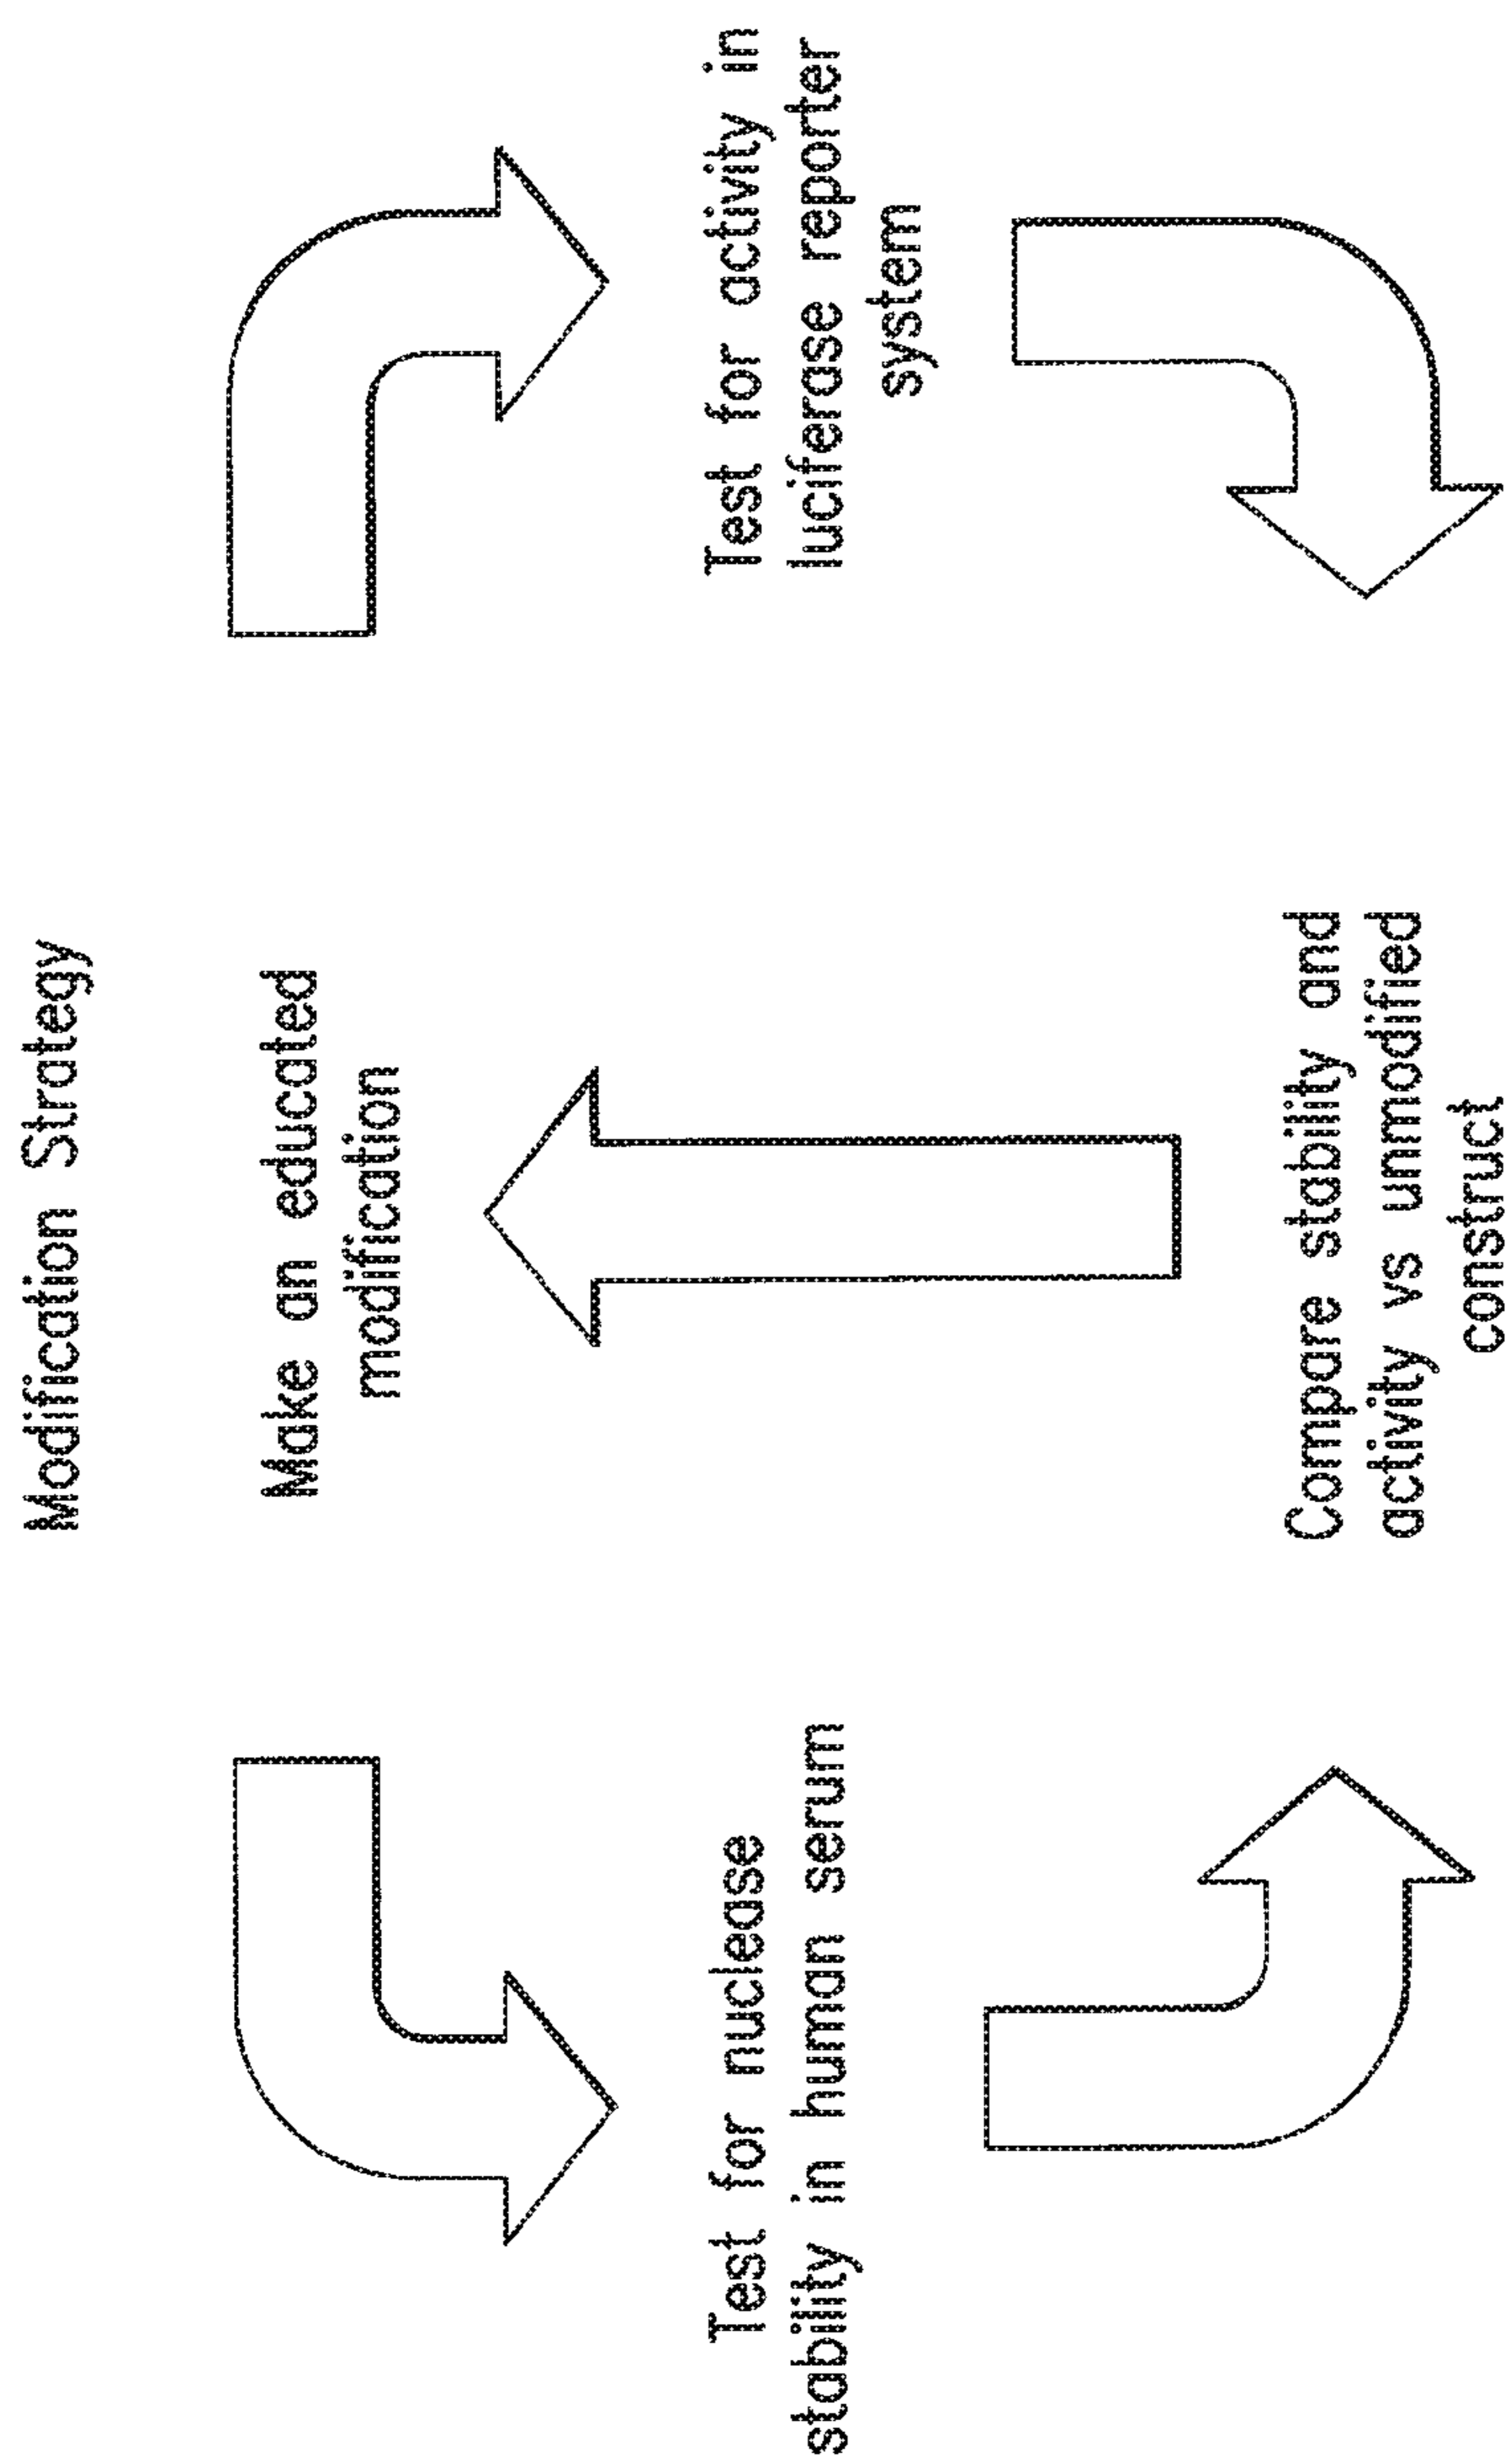 Modification Strategy
Make an educated
modification
Test for nuclease
stability in human serum
Test for activity in
luciferase reporter
system
Compare stability and
activity vs unmodified
construct